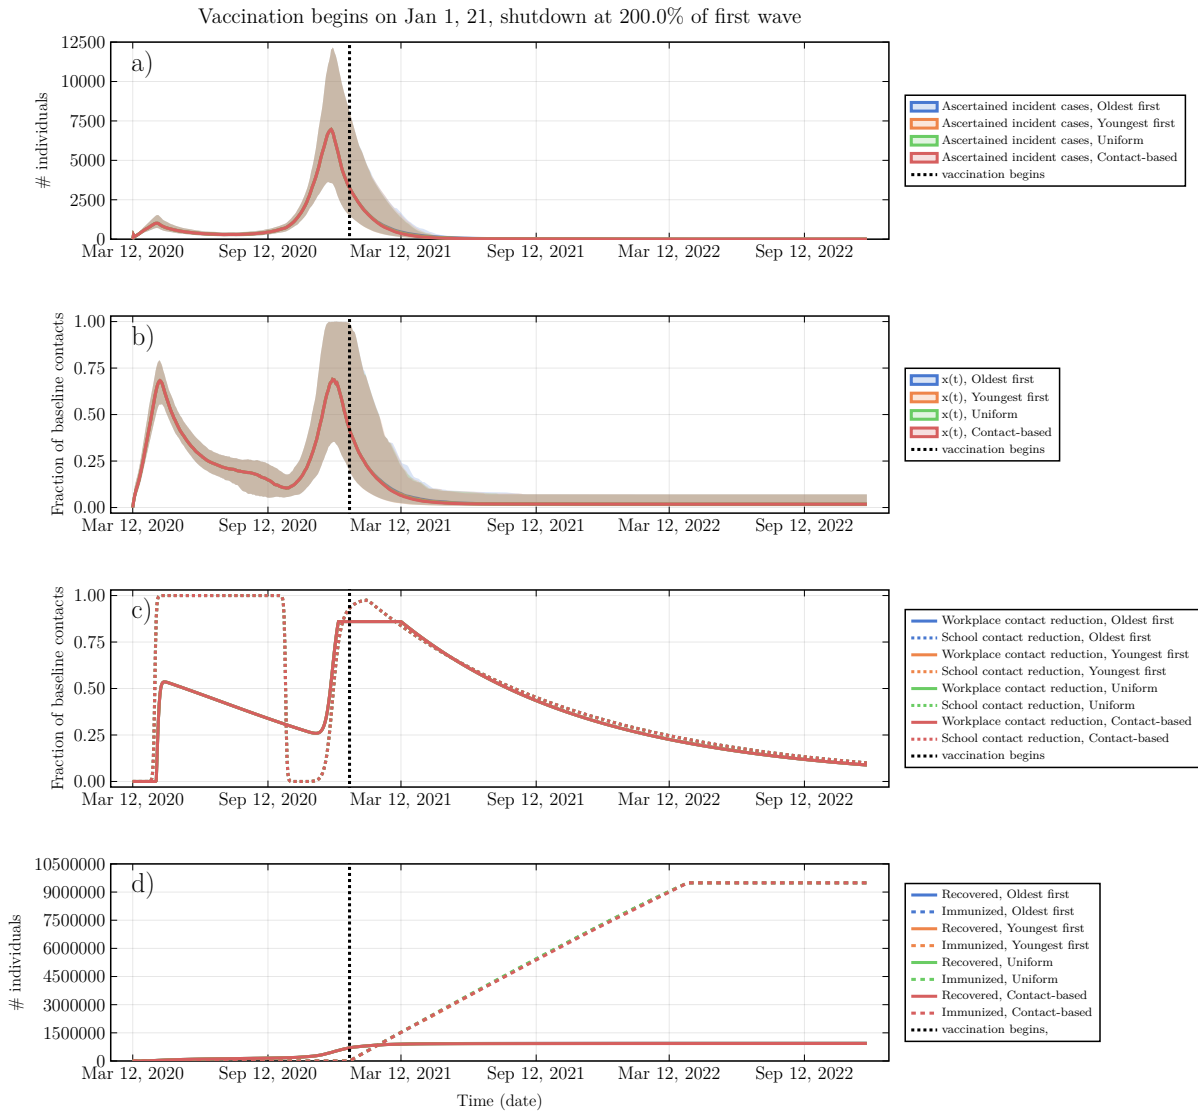 Vaccination begins on Jan 1, 21, shutdown at 200.0% of first wave
a)
# individuals
12500
10000
7500
5000
2500
0
Mar 12, 2020
Sep 12, 2020
Mar 12, 2021
Sep 12, 2021
Mar 12, 2022
Sep 12, 2022
Ascertained incident cases, Oldest first
Ascertained incident cases, Youngest first
Ascertained incident cases, Uniform
Ascertained incident cases, Contact-based
vaccination begins
b)
Fraction of baseline contacts
1.00
0.75
0.50
0.25
0.00
Mar 12, 2020
Sep 12, 2020
Mar 12, 2021
Sep 12, 2021
Mar 12, 2022
Sep 12, 2022
x(t), Oldest first
x(t), Youngest first
x(t), Uniform
x(t), Contact-based
vaccination begins
c)
Fraction of baseline contacts
1.00
0.75
0.50
0.25
0.00
Mar 12, 2020
Sep 12, 2020
Mar 12, 2021
Sep 12, 2021
Mar 12, 2022
Sep 12, 2022
Workplace contact reduction, Oldest first
School contact reduction, Oldest first
Workplace contact reduction, Youngest first
School contact reduction, Youngest first
Workplace contact reduction, Uniform
School contact reduction, Uniform
Workplace contact reduction, Contact-based
School contact reduction, Contact-based
vaccination begins
d)
# individuals
10500000
9000000
7500000
6000000
4500000
3000000
1500000
0
Mar 12, 2020
Sep 12, 2020
Mar 12, 2021
Sep 12, 2021
Mar 12, 2022
Sep 12, 2022
Time (date)
Recovered, Oldest first
Immunized, Oldest first
Recovered, Youngest first
Immunized, Youngest first
Recovered, Uniform
Immunized, Uniform
Recovered, Contact-based
Immunized, Contact-based
vaccination begins,